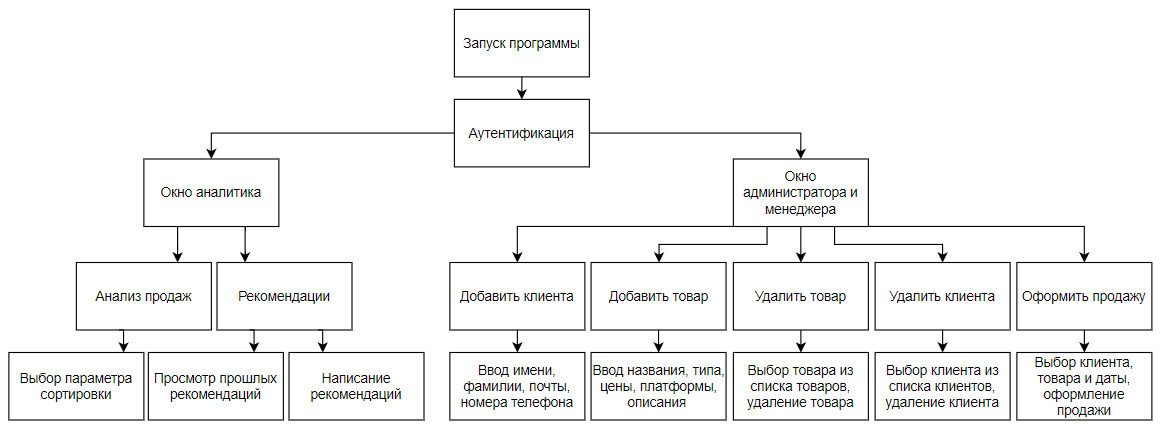 Запуск программы
Аутентификация
Окно аналитика
Окно
администратора и
менеджера
Анализ продаж
Рекомендации
Добавить клиента
Добавить товар
Удалить товар
Удалить клиента
Оформить продажу
Выбор параметра
сортировки
Просмотр прошлых
рекомендаций
Написание
рекомендаций
Ввод имени,
фамилии, почты,
номера телефона
Ввод названия, типа,
цены, платформы,
описания
Выбор товара из
списка товаров,
удаление товара
Выбор клиента из
списка клиентов,
удаление клиента
Выбор клиента,
товара и даты,
оформление
продажи